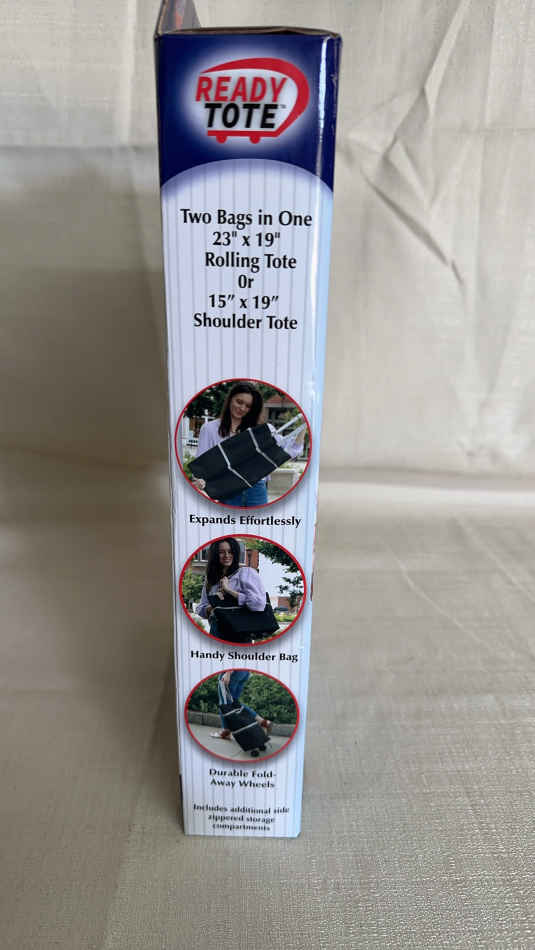 READY
TOTE™
Two Bags in One
23" x 19"
Rolling Tote
Or
15” x 19”
Shoulder Tote
Expands Effortlessly
Handy Shoulder Bag
Durable Fold-
Away Wheels
Includes additional side
zippered storage
compartments